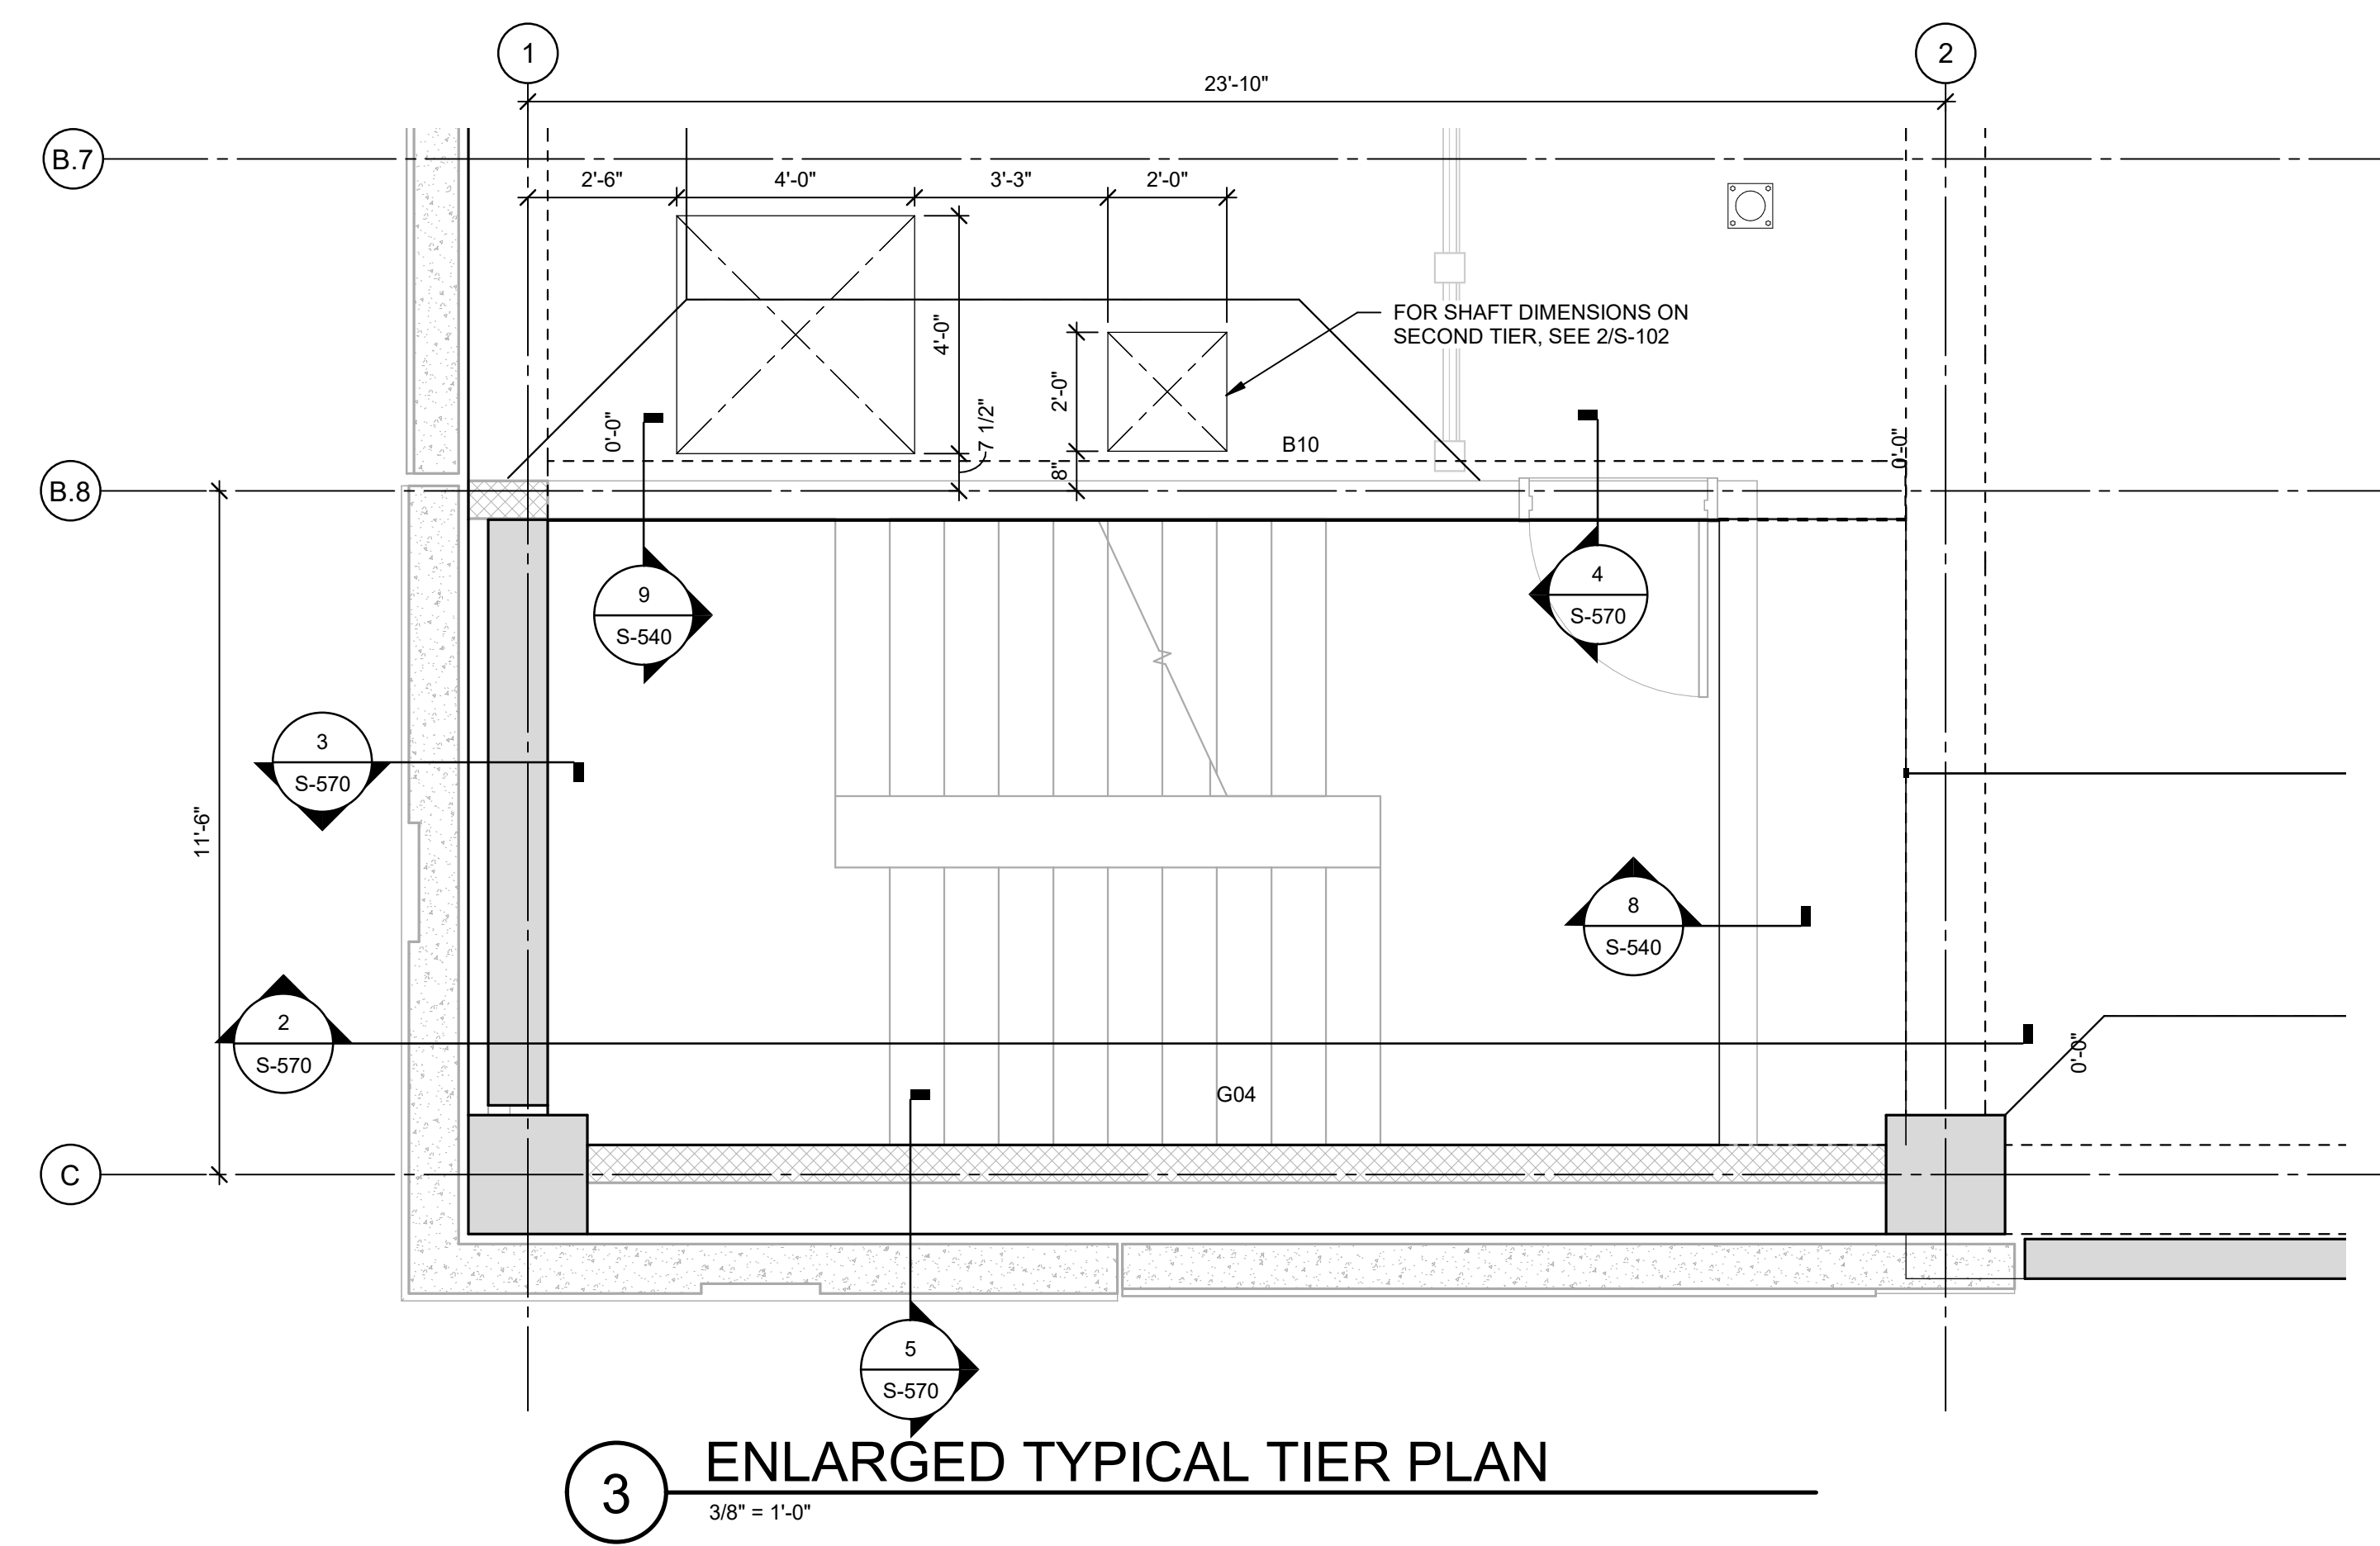 1
2
23'-10"
B.7
2'-6"
4'-0"
3'-3"
2'-0"
FOR SHAFT DIMENSIONS ON
SECOND TIER, SEE 2/S-102
4'-0"
2'-0"
7 1/2"
0'-0"
8"
B10
0'-0"
B.8
9
S-540
4
S-570
3
S-570
11'-6"
8
S-540
2
S-570
0'-0"
G04
C
5
S-570
3
ENLARGED TYPICAL TIER PLAN
3/8" = 1'-0"